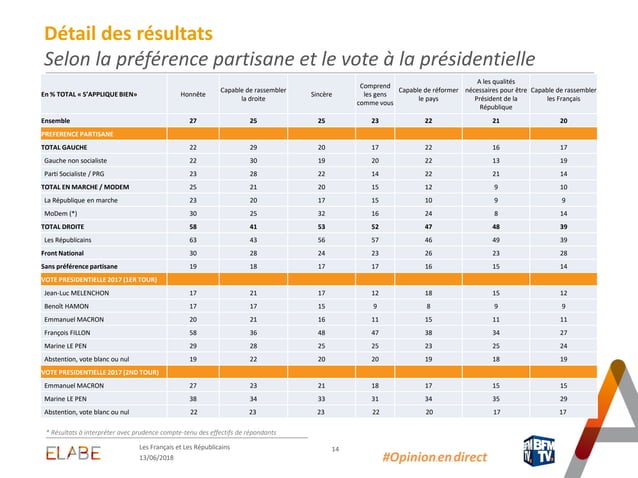 Détail des résultats
Selon la préférence partisane et le vote à la présidentielle
En % TOTAL « S'APPLIQUE BIEN» Honnête Capable de rassembler la droite Sincère Comprend les gens comme vous Capable de réformer le pays A les qualités nécessaires pour être Président de la République Capable de rassembler les Français
Ensemble 27 25 25 23 22 21 20
PREFERENCE PARTISANE
TOTAL GAUCHE 22 29 20 17 22 16 17
Gauche non socialiste 22 30 19 20 22 13 19
Parti Socialiste / PRG 23 28 22 14 22 21 14
TOTAL EN MARCHE / MODEM 25 21 20 15 12 9 10
La République en marche 23 20 17 15 10 9 9
MoDem (*) 30 25 32 16 24 8 14
TOTAL DROITE 58 41 53 52 47 48 39
Les Républicains 63 43 56 57 46 49 39
Front National 30 28 24 23 26 23 28
Sans préférence partisane 19 18 17 17 16 15 14
VOTE PRESIDENTIELLE 2017 (1ER TOUR)
Jean-Luc MELENCHON 17 21 17 12 18 15 12
Benoît HAMON 17 17 15 9 8 9 9
Emmanuel MACRON 20 21 16 11 15 11 11
François FILLON 58 36 48 47 38 34 27
Marine LE PEN 29 28 25 25 23 25 24
Abstention, vote blanc ou nul 19 22 20 20 19 18 19
VOTE PRESIDENTIELLE 2017 (2ND TOUR)
Emmanuel MACRON 27 23 21 18 17 15 15
Marine LE PEN 38 34 33 31 34 35 29
Abstention, vote blanc ou nul 22 23 23 22 20 17 17
* Résultats à interpréter avec prudence compte-tenu des effectifs de répondants
ELABE
Les Français et Les Républicains
13/06/2018
14
#Opinionendirect
BFM
TV.